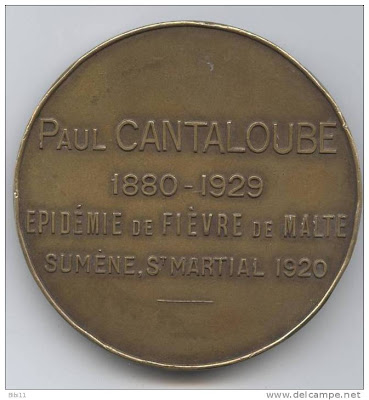 PAUL CANTALOUBE
1880-1929
EPIDÉMIE DE FIÈVRE DE MALTE
SUMÈNE. ST MARTIAL 1920
www.delcampe.net